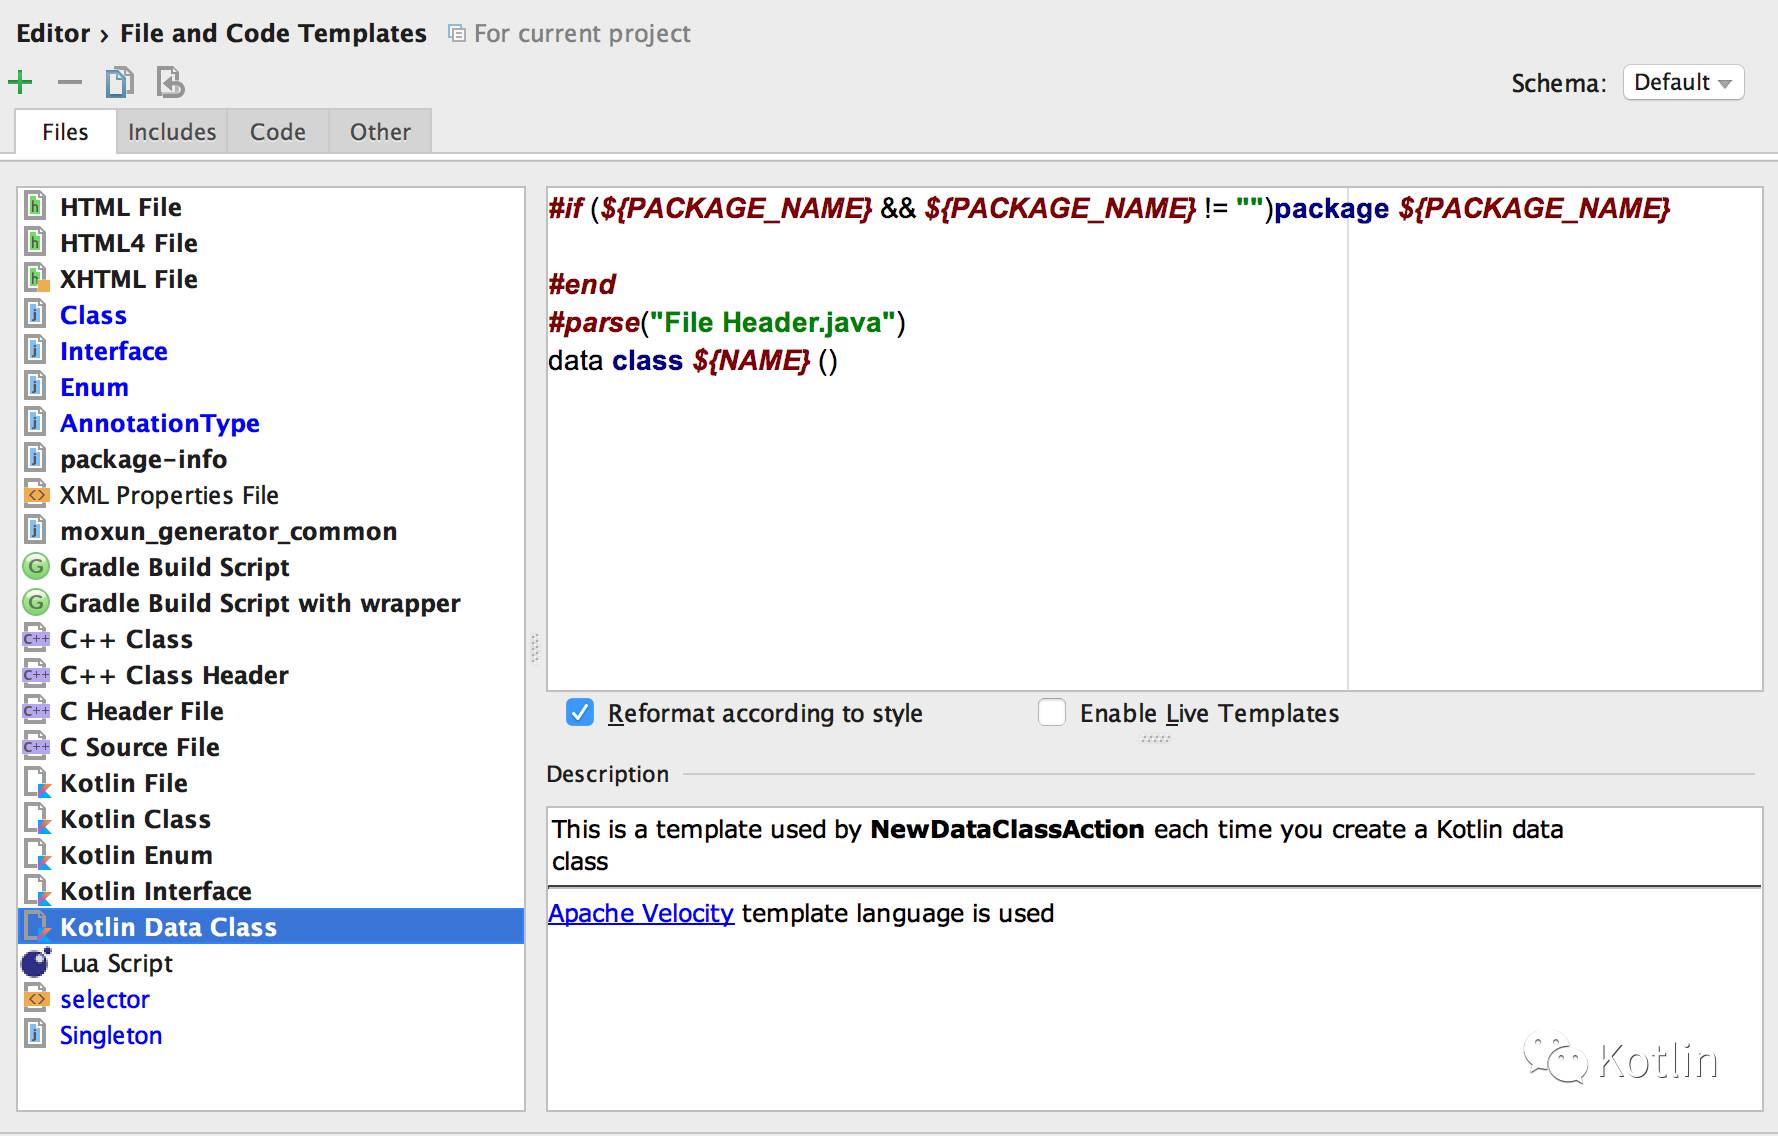 Editor › File and Code Templates For current project
Schema: Default
Files Includes Code Other
HTML File
HTML4 File
XHTML File
Class
Interface
Enum
AnnotationType
package-info
XML Properties File
moxun_generator_common
Gradle Build Script
Gradle Build Script with wrapper
C++ Class
C++ Class Header
C Header File
C Source File
Kotlin File
Kotlin Class
Kotlin Enum
Kotlin Interface
Kotlin Data Class
Lua Script
selector
Singleton
#if (${PACKAGE_NAME} && ${PACKAGE_NAME} != "")package ${PACKAGE_NAME}
#end
#parse("File Header.java")
data class ${NAME} ()
Reformat according to style Enable Live Templates
Description
This is a template used by NewDataClassAction each time you create a Kotlin data
class
Apache Velocity template language is used
Kotlin